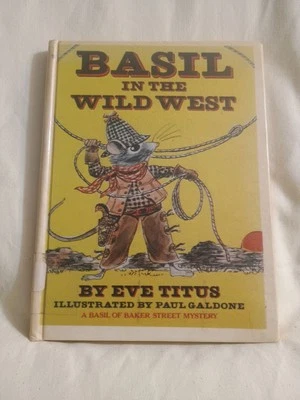 BASIL
IN THE
WILD WEST
BY EVE TITUS
ILLUSTRATED BY PAUL GALDONE
A BASIL OF BAKER STREET MYSTERY